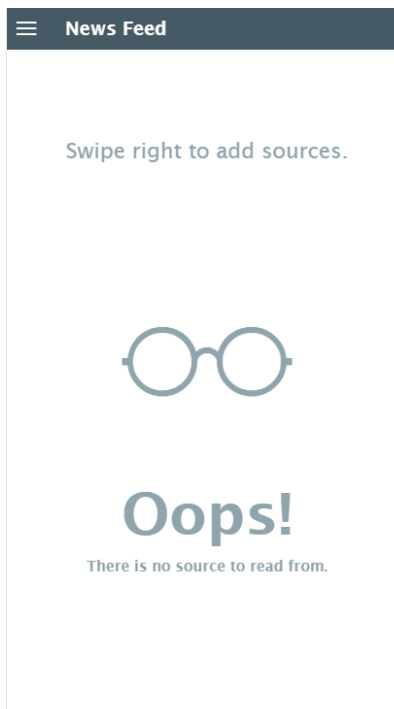 News Feed
Swipe right to add sources.
Oops!
There is no source to read from.